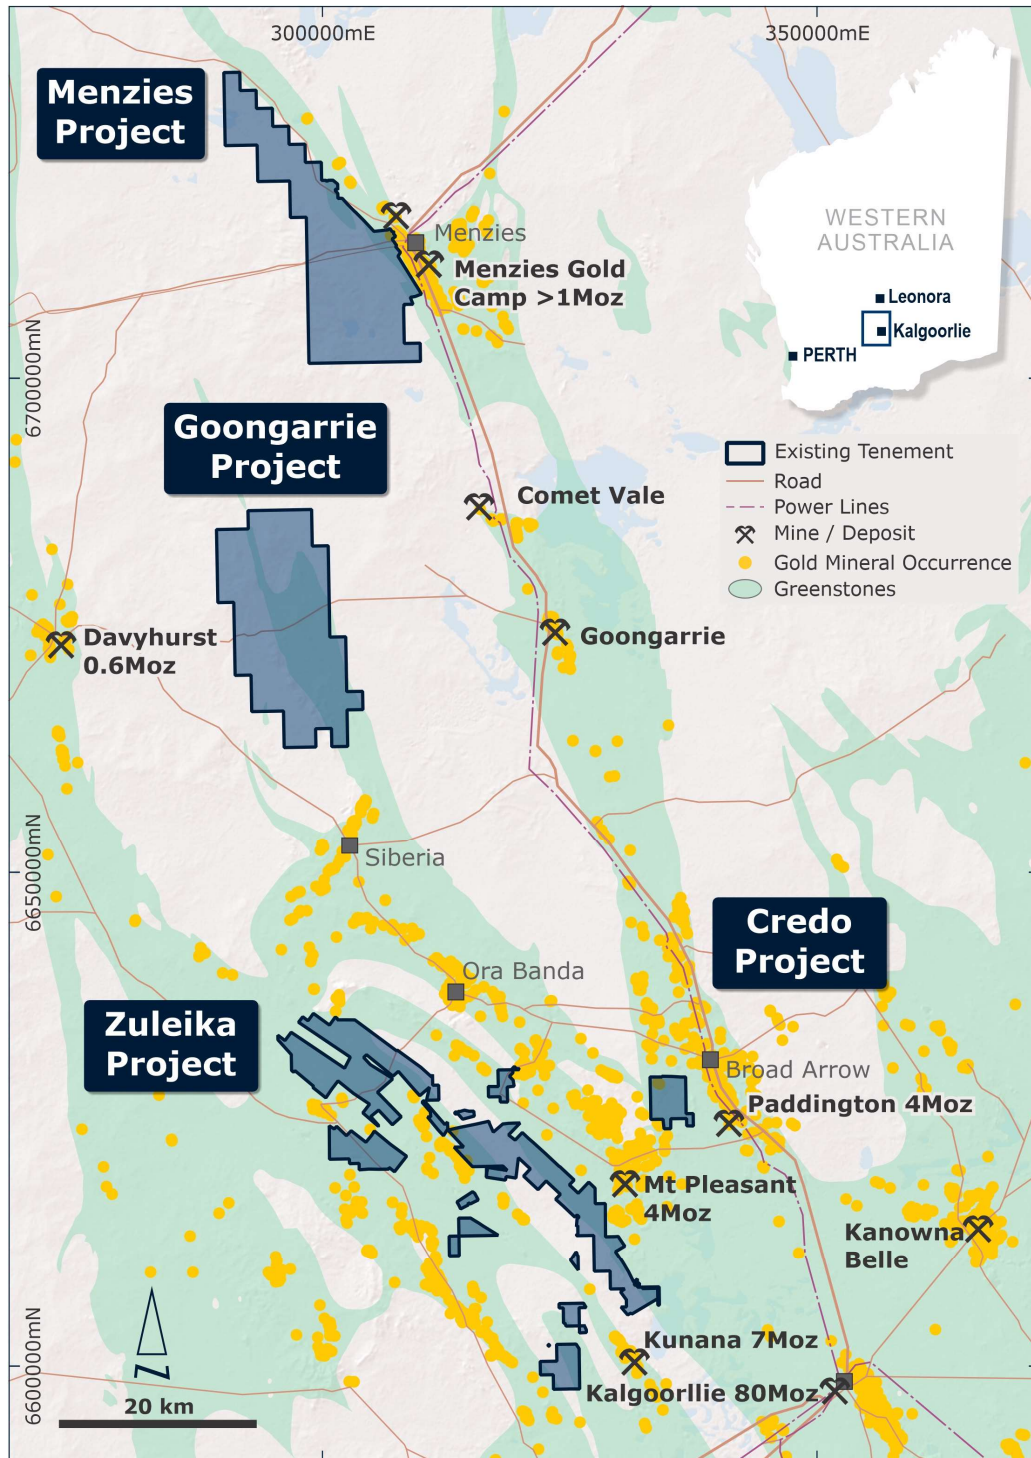 300000mE
350000mE
Menzies
Project
Menzies
Menzies Gold
Camp >1Moz
WESTERN
AUSTRALIA
Leonora
Kalgoorlie
PERTH
6700000mN
Goongarrie
Project
Existing Tenement
Road
Power Lines
Mine / Deposit
Gold Mineral Occurrence
Greenstones
Comet Vale
Davyhurst
0.6Moz
Goongarrie
6650000mN
Siberia
Credo
Project
Ora Banda
Zuleika
Project
Broad Arrow
Paddington 4Moz
Mt Pleasant
4Moz
Kanowna
Belle
Kunana 7Moz
Kalgoorllie 80Moz
6600000mN
N
20 km